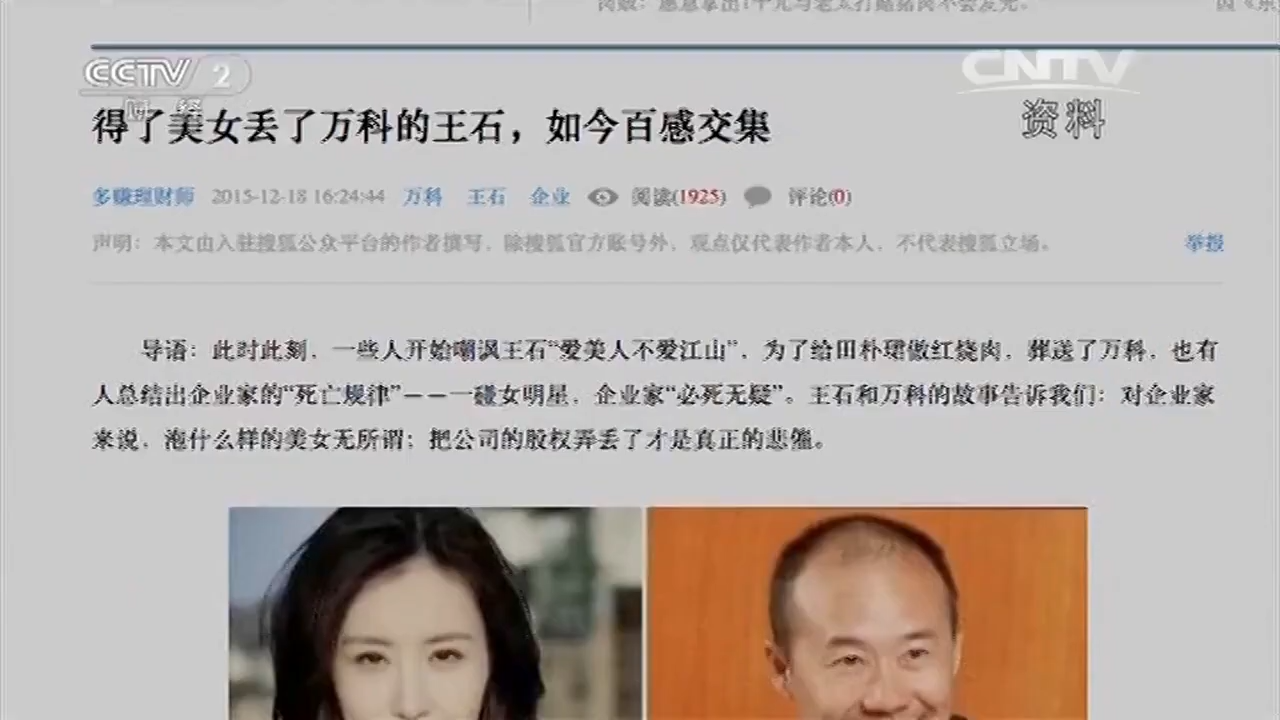 CCTV 2
财经
CNTV
资料
得了美女丢了万科的王石，如今百感交集
多赚理财师 2015-12-18 16:24:44 万科 王石 企业 阅读(1925) 评论(0)
声明：本文由入驻搜狐公众平台的作者撰写，除搜狐官方账号外，观点仅代表作者本人，不代表搜狐立场。 举报
导语：此时此刻，一些人开始嘲讽王石“爱美人不爱江山”，为了给田朴珺做红烧肉，葬送了万科，也有
人总结出企业家的“死亡规律”——一碰女明星，企业家“必死无疑”。王石和万科的故事告诉我们：对企业家
来说，泡什么样的美女无所谓；把公司的股权弄丢了才是真正的悲催。